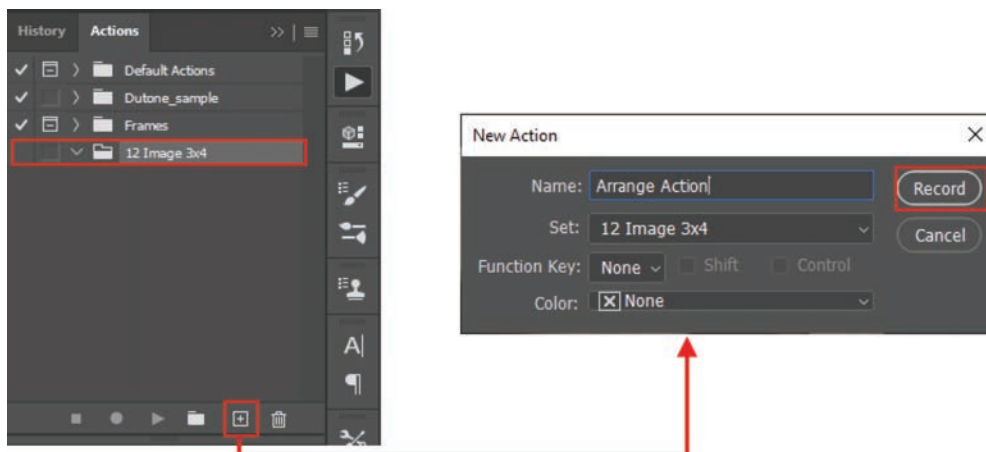 History Actions
Default Actions
Dutone_sample
Frames
12 Image 3x4
New Action
Name: Arrange Action Record
Set: 12 Image 3x4 Cancel
Function Key: None Shift Control
Color: None